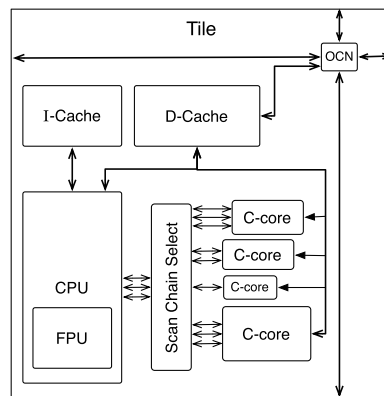 Tile
OCN
I-Cache
D-Cache
CPU
FPU
Scan Chain Select
C-core
C-core
C-core
C-core